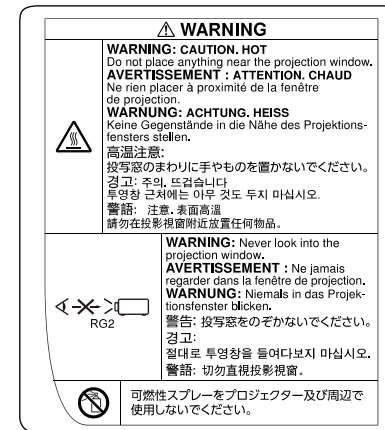 ⚠ WARNING
WARNING: CAUTION. HOT
Do not place anything near the projection window.
AVERTISSEMENT : ATTENTION. CHAUD
Ne rien placer à proximité de la fenêtre
de projection.
WARNUNG: ACHTUNG. HEISS
Keine Gegenstände in die Nähe des Projektions-
fensters stellen.
高温注意:
投写窓のまわりに手やものを置かないでください。
경고: 주의. 뜨겁습니다
투영창 근처에는 아무 것도 두지 마십시오.
警語: 注意.表面高溫
請勿在投影視窗附近放置任何物品。
WARNING: Never look into the
projection window.
AVERTISSEMENT : Ne jamais
regarder dans la fenêtre de projection.
WARNUNG: Niemals in das Projek-
tionsfenster blicken.
警告: 投写窓をのぞかないでください。
경고:
절대로 투영창을 들여다보지 마십시오.
警語: 切勿直視投影視窗。
RG2
可燃性スプレーをプロジェクター及び周辺で
使用しないでください。